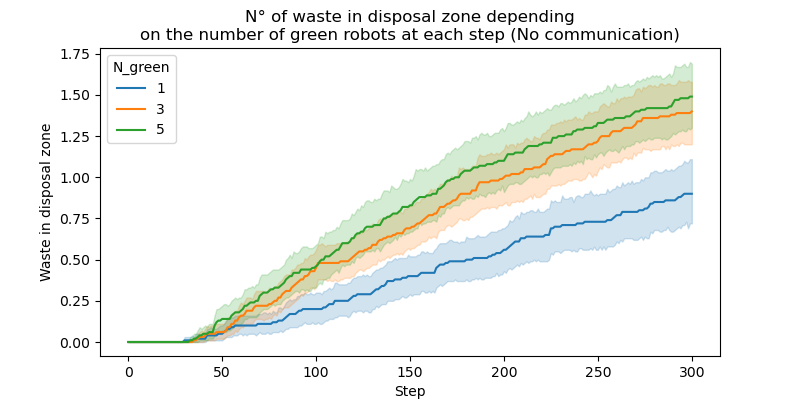 N° of waste in disposal zone depending
on the number of green robots at each step (No communication)
1.75
1.50
1.25
1.00
0.75
0.50
0.25
0.00
Waste in disposal zone
N_green
1
3
5
0 50 100 150 200 250 300
Step